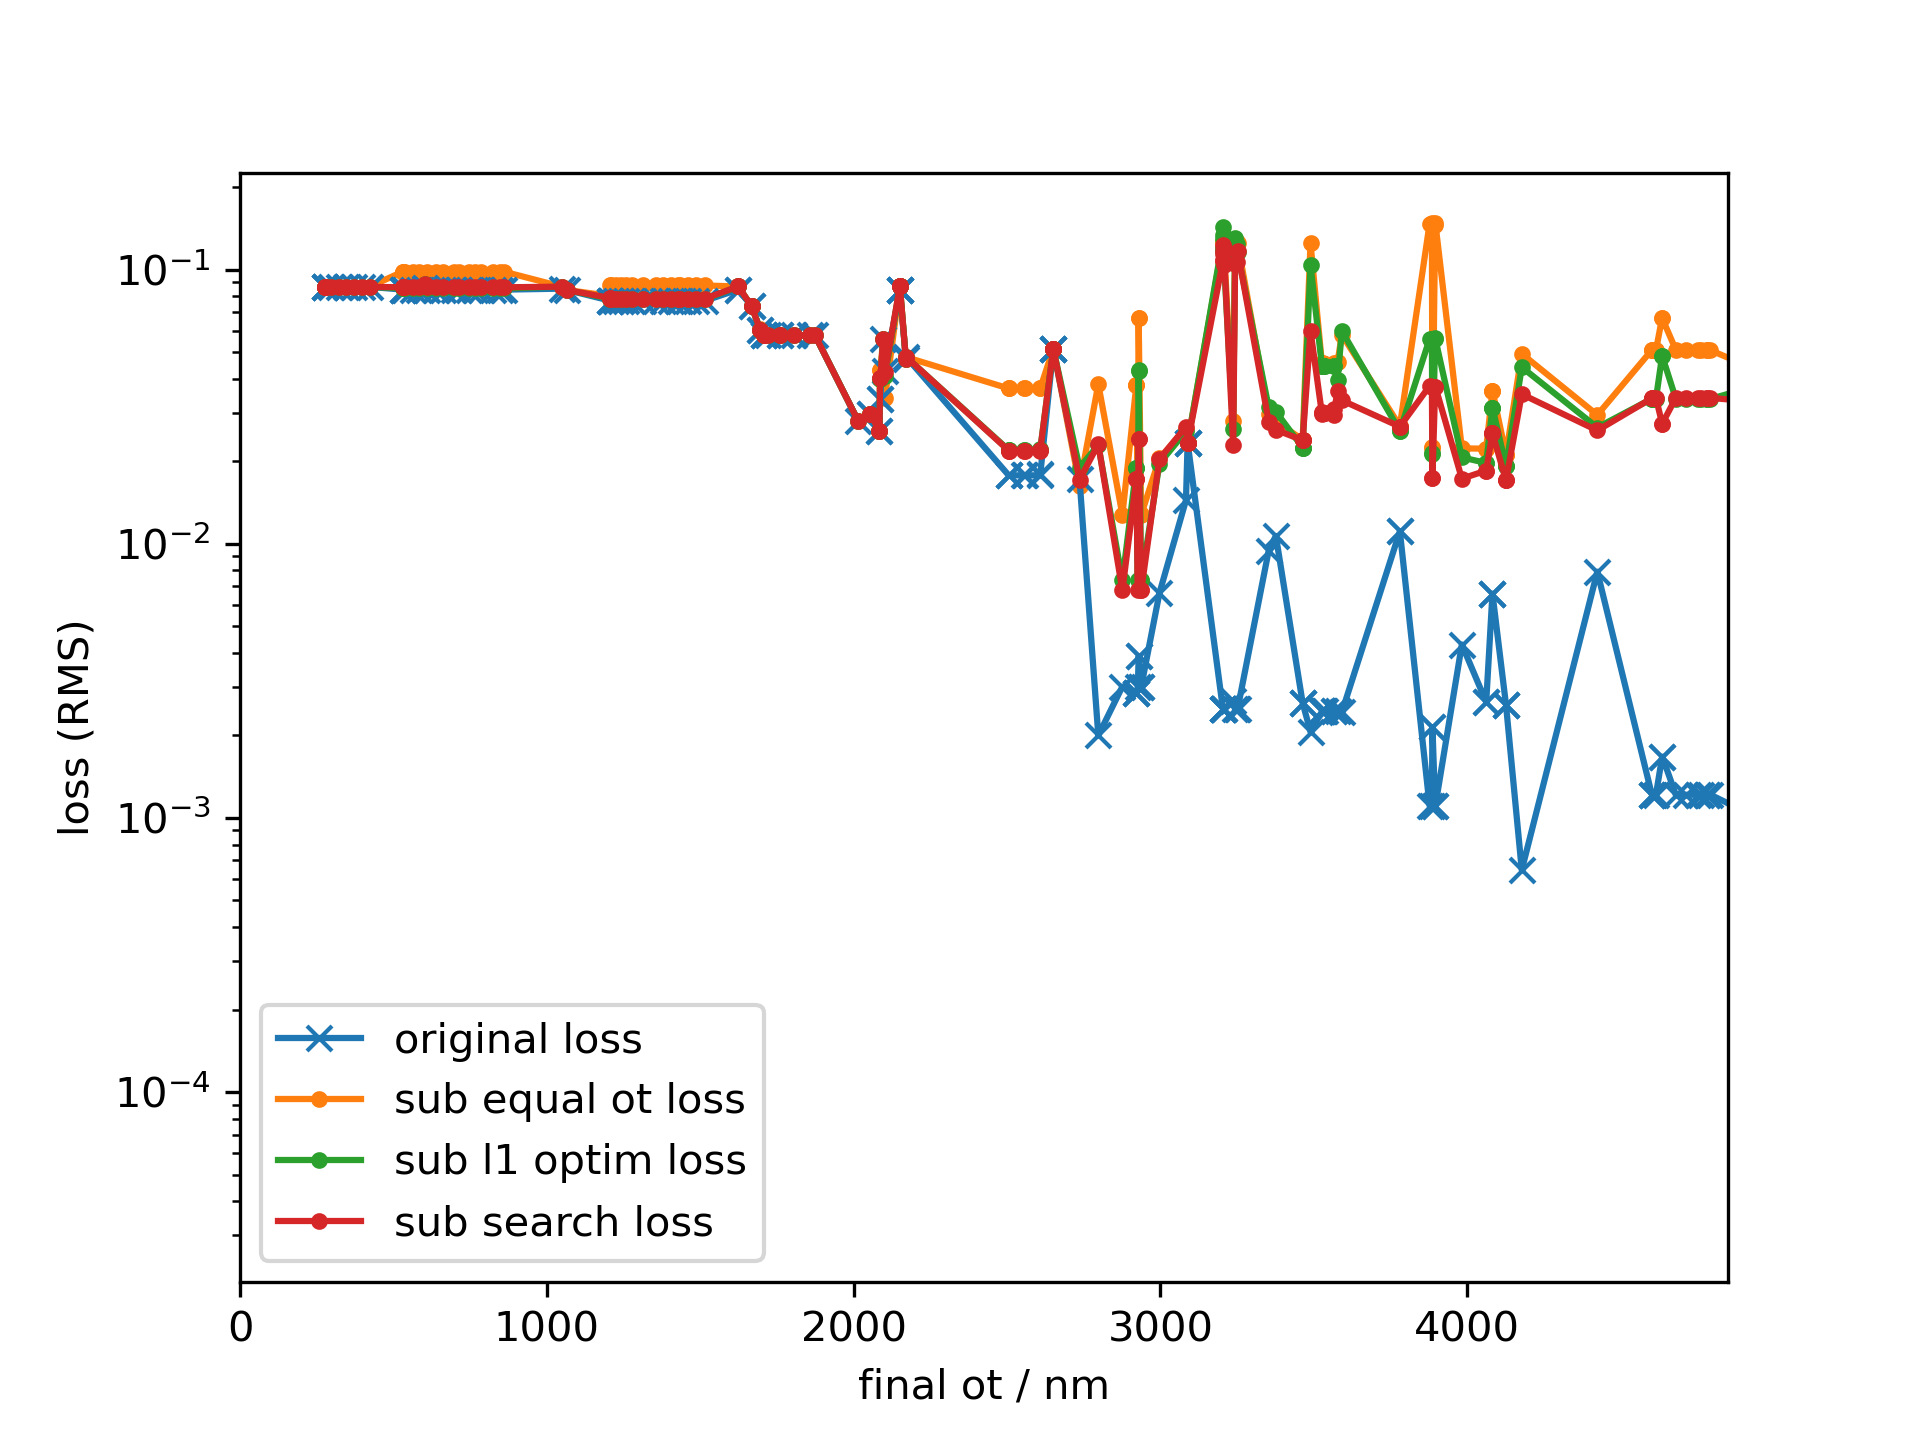 10⁻¹
10⁻²
10⁻³
10⁻⁴
loss (RMS)
original loss
sub equal ot loss
sub l1 optim loss
sub search loss
0 1000 2000 3000 4000
final ot / nm